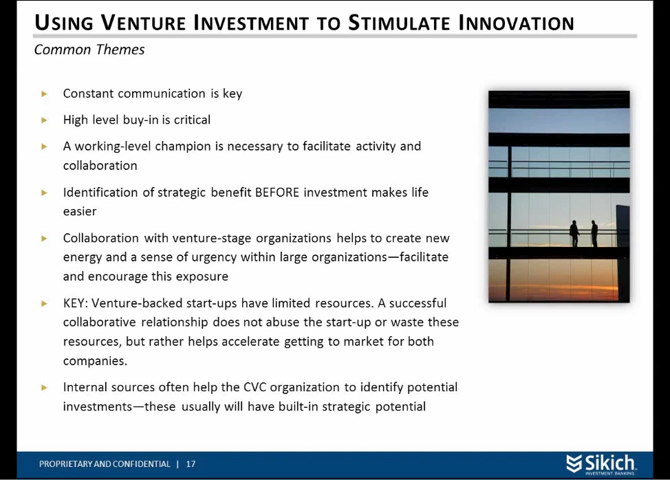 USING VENTURE INVESTMENT TO STIMULATE INNOVATION
Common Themes
Constant communication is key
High level buy-in is critical
A working-level champion is necessary to facilitate activity and
collaboration
Identification of strategic benefit BEFORE investment makes life
easier
Collaboration with venture-stage organizations helps to create new
energy and a sense of urgency within large organizations—facilitate
and encourage this exposure
KEY: Venture-backed start-ups have limited resources. A successful
collaborative relationship does not abuse the start-up or waste these
resources, but rather helps accelerate getting to market for both
companies.
Internal sources often help the CVC organization to identify potential
investments—these usually will have built-in strategic potential
PROPRIETARY AND CONFIDENTIAL | 17
Sikich
INVESTMENT BANKING